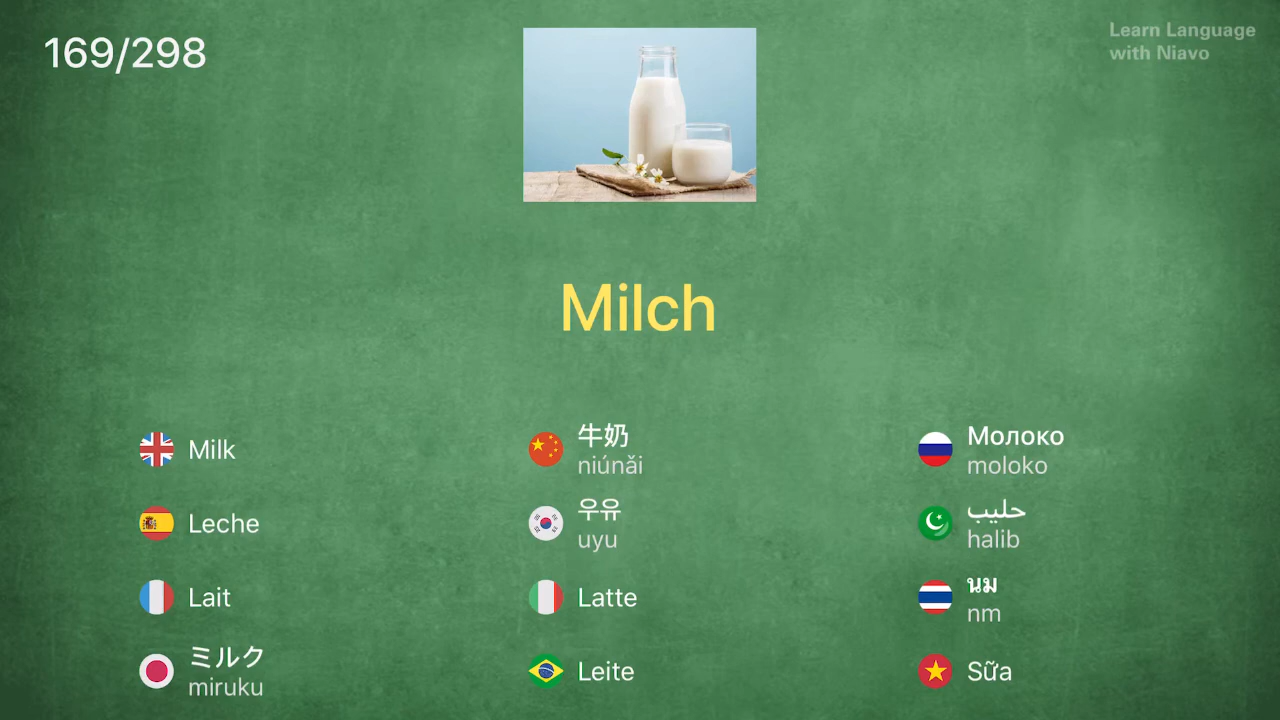 169/298
Learn Language
with Niavo
Milch
Milk
Leche
Lait
ミルク
miruku
牛奶
niúnǎi
우유
uyu
Latte
Leite
Молоко
moloko
حليب
halib
นม
nm
Sữa